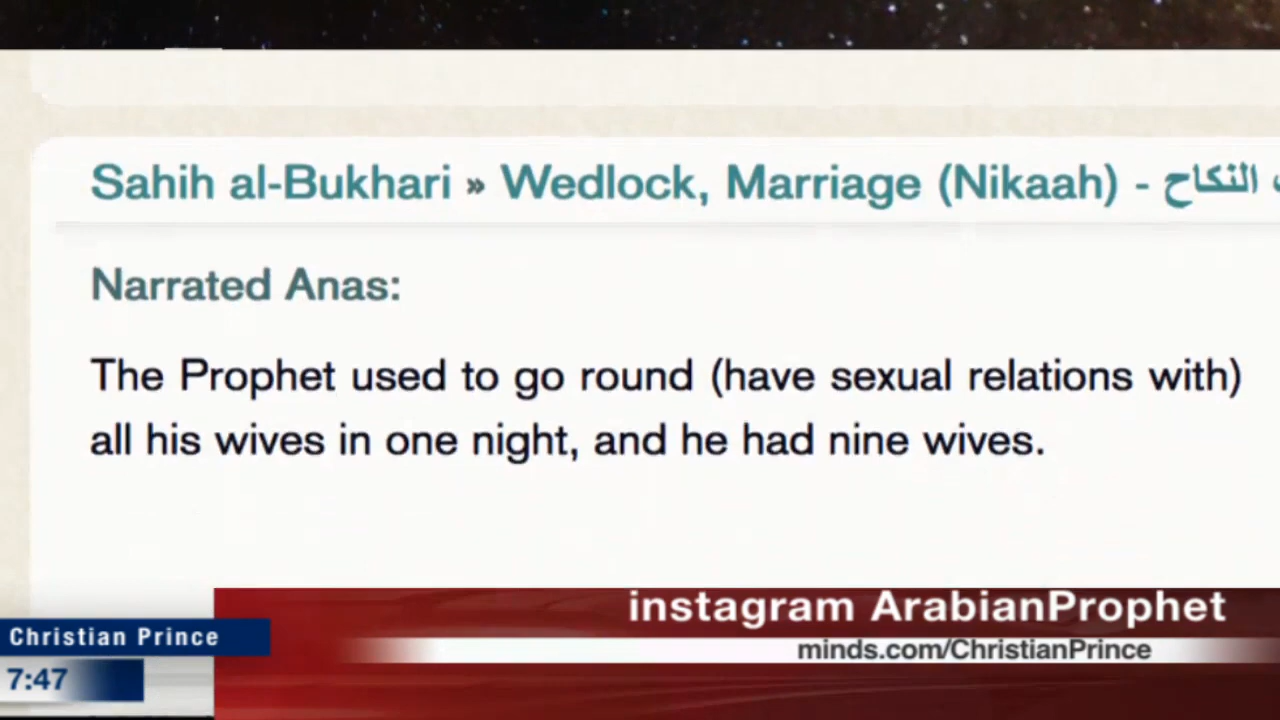 Sahih al-Bukhari » Wedlock, Marriage (Nikaah) - النكاح
Narrated Anas:
The Prophet used to go round (have sexual relations with)
all his wives in one night, and he had nine wives.
instagram ArabianProphet
Christian Prince
minds.com/ChristianPrince
7:47